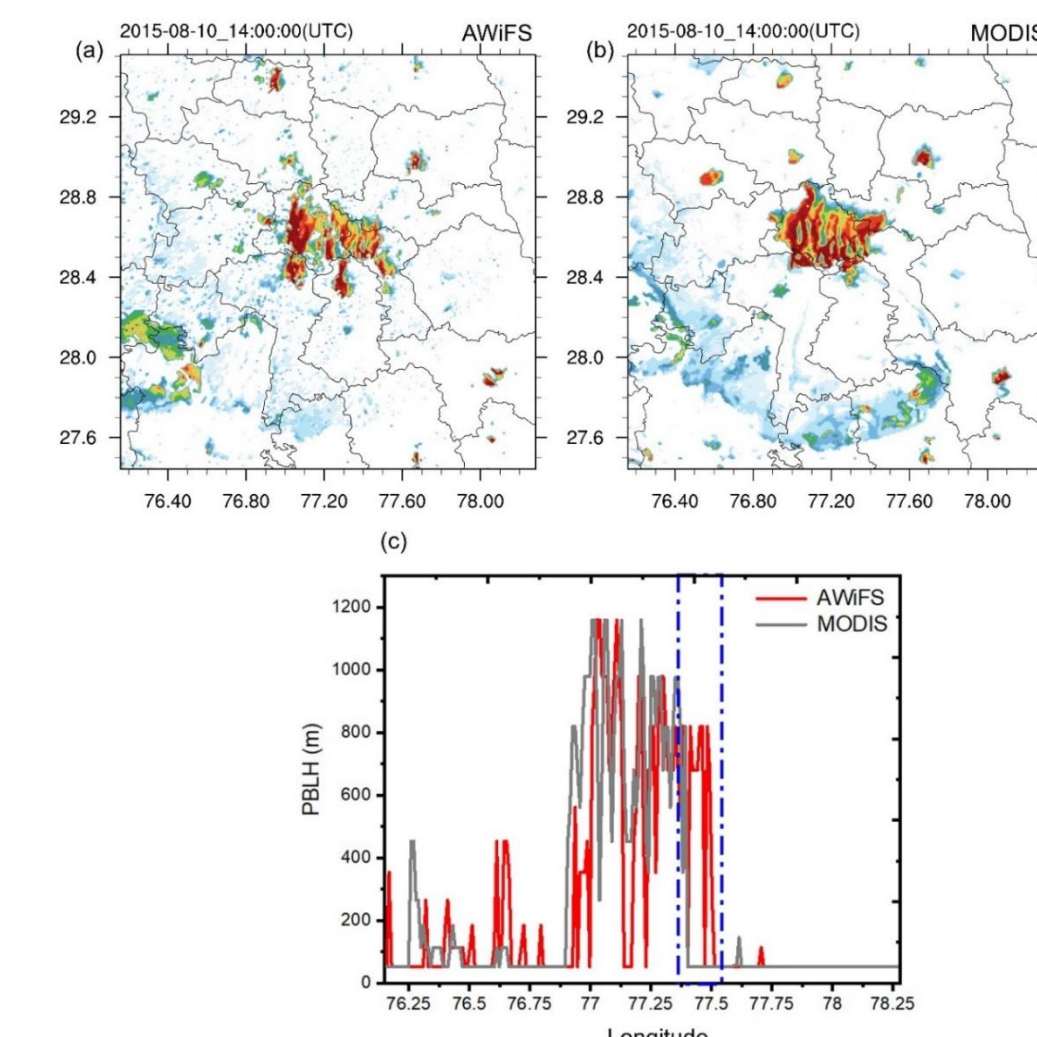 2015-08-10_14:00:00(UTC) AWiFS
(a)
29.2
28.8
28.4
28.0
27.6
76.40 76.80 77.20 77.60 78.00
2015-08-10_14:00:00(UTC) MODIS
(b)
29.2
28.8
28.4
28.0
27.6
76.40 76.80 77.20 77.60 78.00
(c)
AWiFS
MODIS
PBLH (m)
1200
1000
800
600
400
200
0
76.25 76.5 76.75 77 77.25 77.5 77.75 78 78.25
Longitude